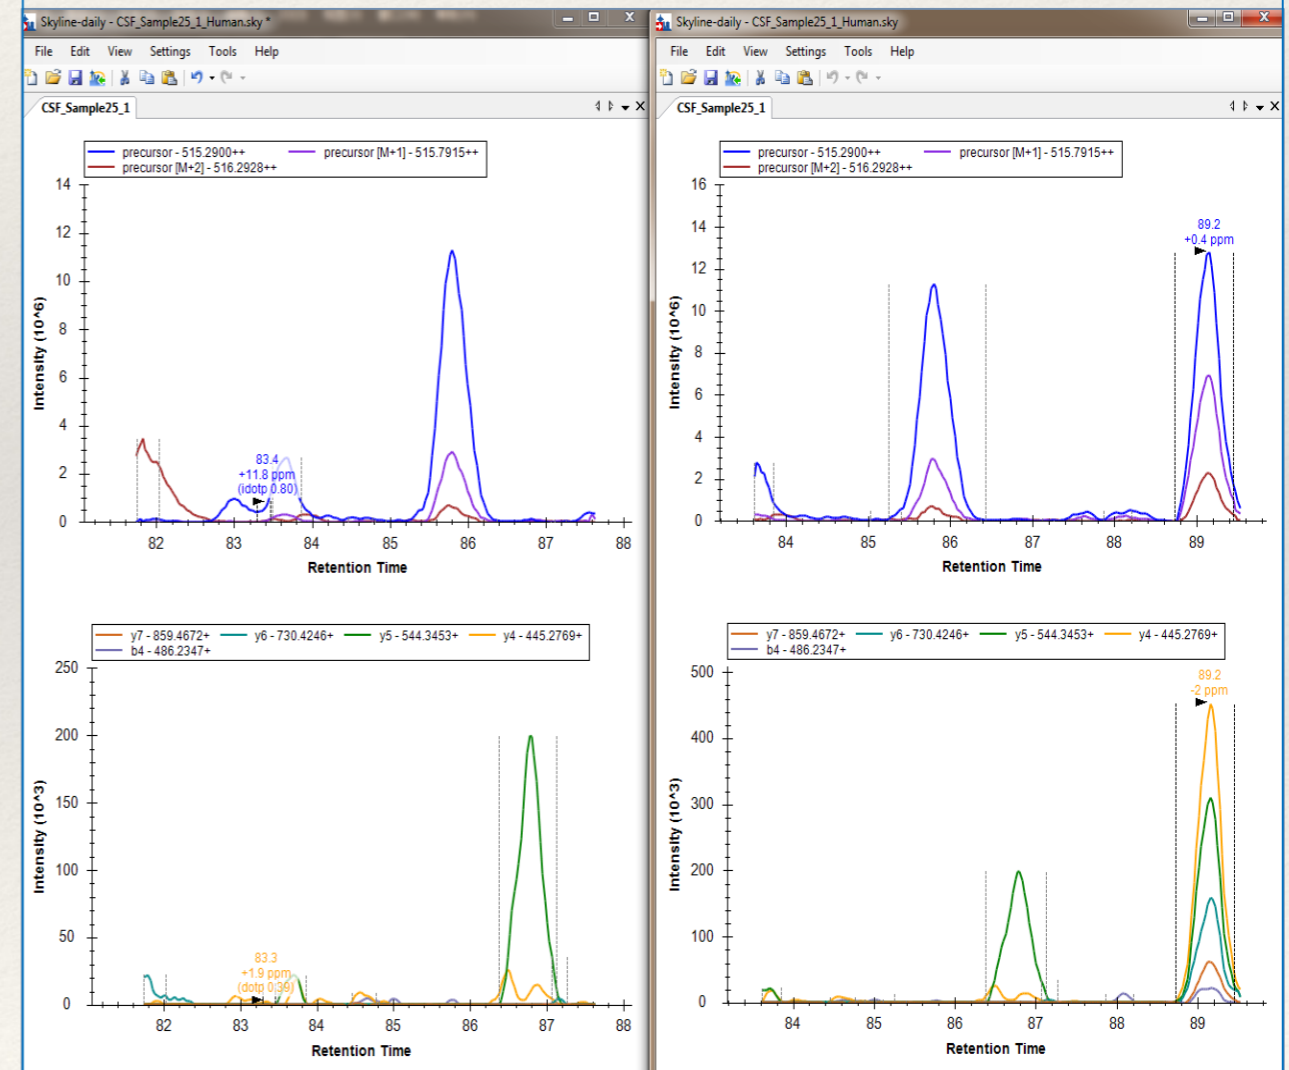 Skyline-daily - CSF_Sample25_1_Human.sky *
File Edit View Settings Tools Help
CSF_Sample25_1
precursor - 515.2900++ precursor [M+1] - 515.7915++
precursor [M+2] - 516.2928++
14
12
10
8
6
4
2
0
Intensity (10^6)
83.4
+11.8 ppm
(idotp 0.80)
82 83 84 85 86 87 88
Retention Time
y7 - 859.4672+ y6 - 730.4246+ y5 - 544.3453+ y4 - 445.2769+
b4 - 486.2347+
250
200
150
100
50
0
Intensity (10^3)
83.3
+1.9 ppm
(dotp 0.39)
82 83 84 85 86 87 88
Retention Time
Skyline-daily - CSF_Sample25_1_Human.sky
File Edit View Settings Tools Help
CSF_Sample25_1
precursor - 515.2900++ precursor [M+1] - 515.7915++
precursor [M+2] - 516.2928++
16
14
12
10
8
6
4
2
0
Intensity (10^6)
89.2
+0.4 ppm
84 85 86 87 88 89
Retention Time
y7 - 859.4672+ y6 - 730.4246+ y5 - 544.3453+ y4 - 445.2769+
b4 - 486.2347+
500
400
300
200
100
0
Intensity (10^3)
89.2
-2 ppm
84 85 86 87 88 89
Retention Time